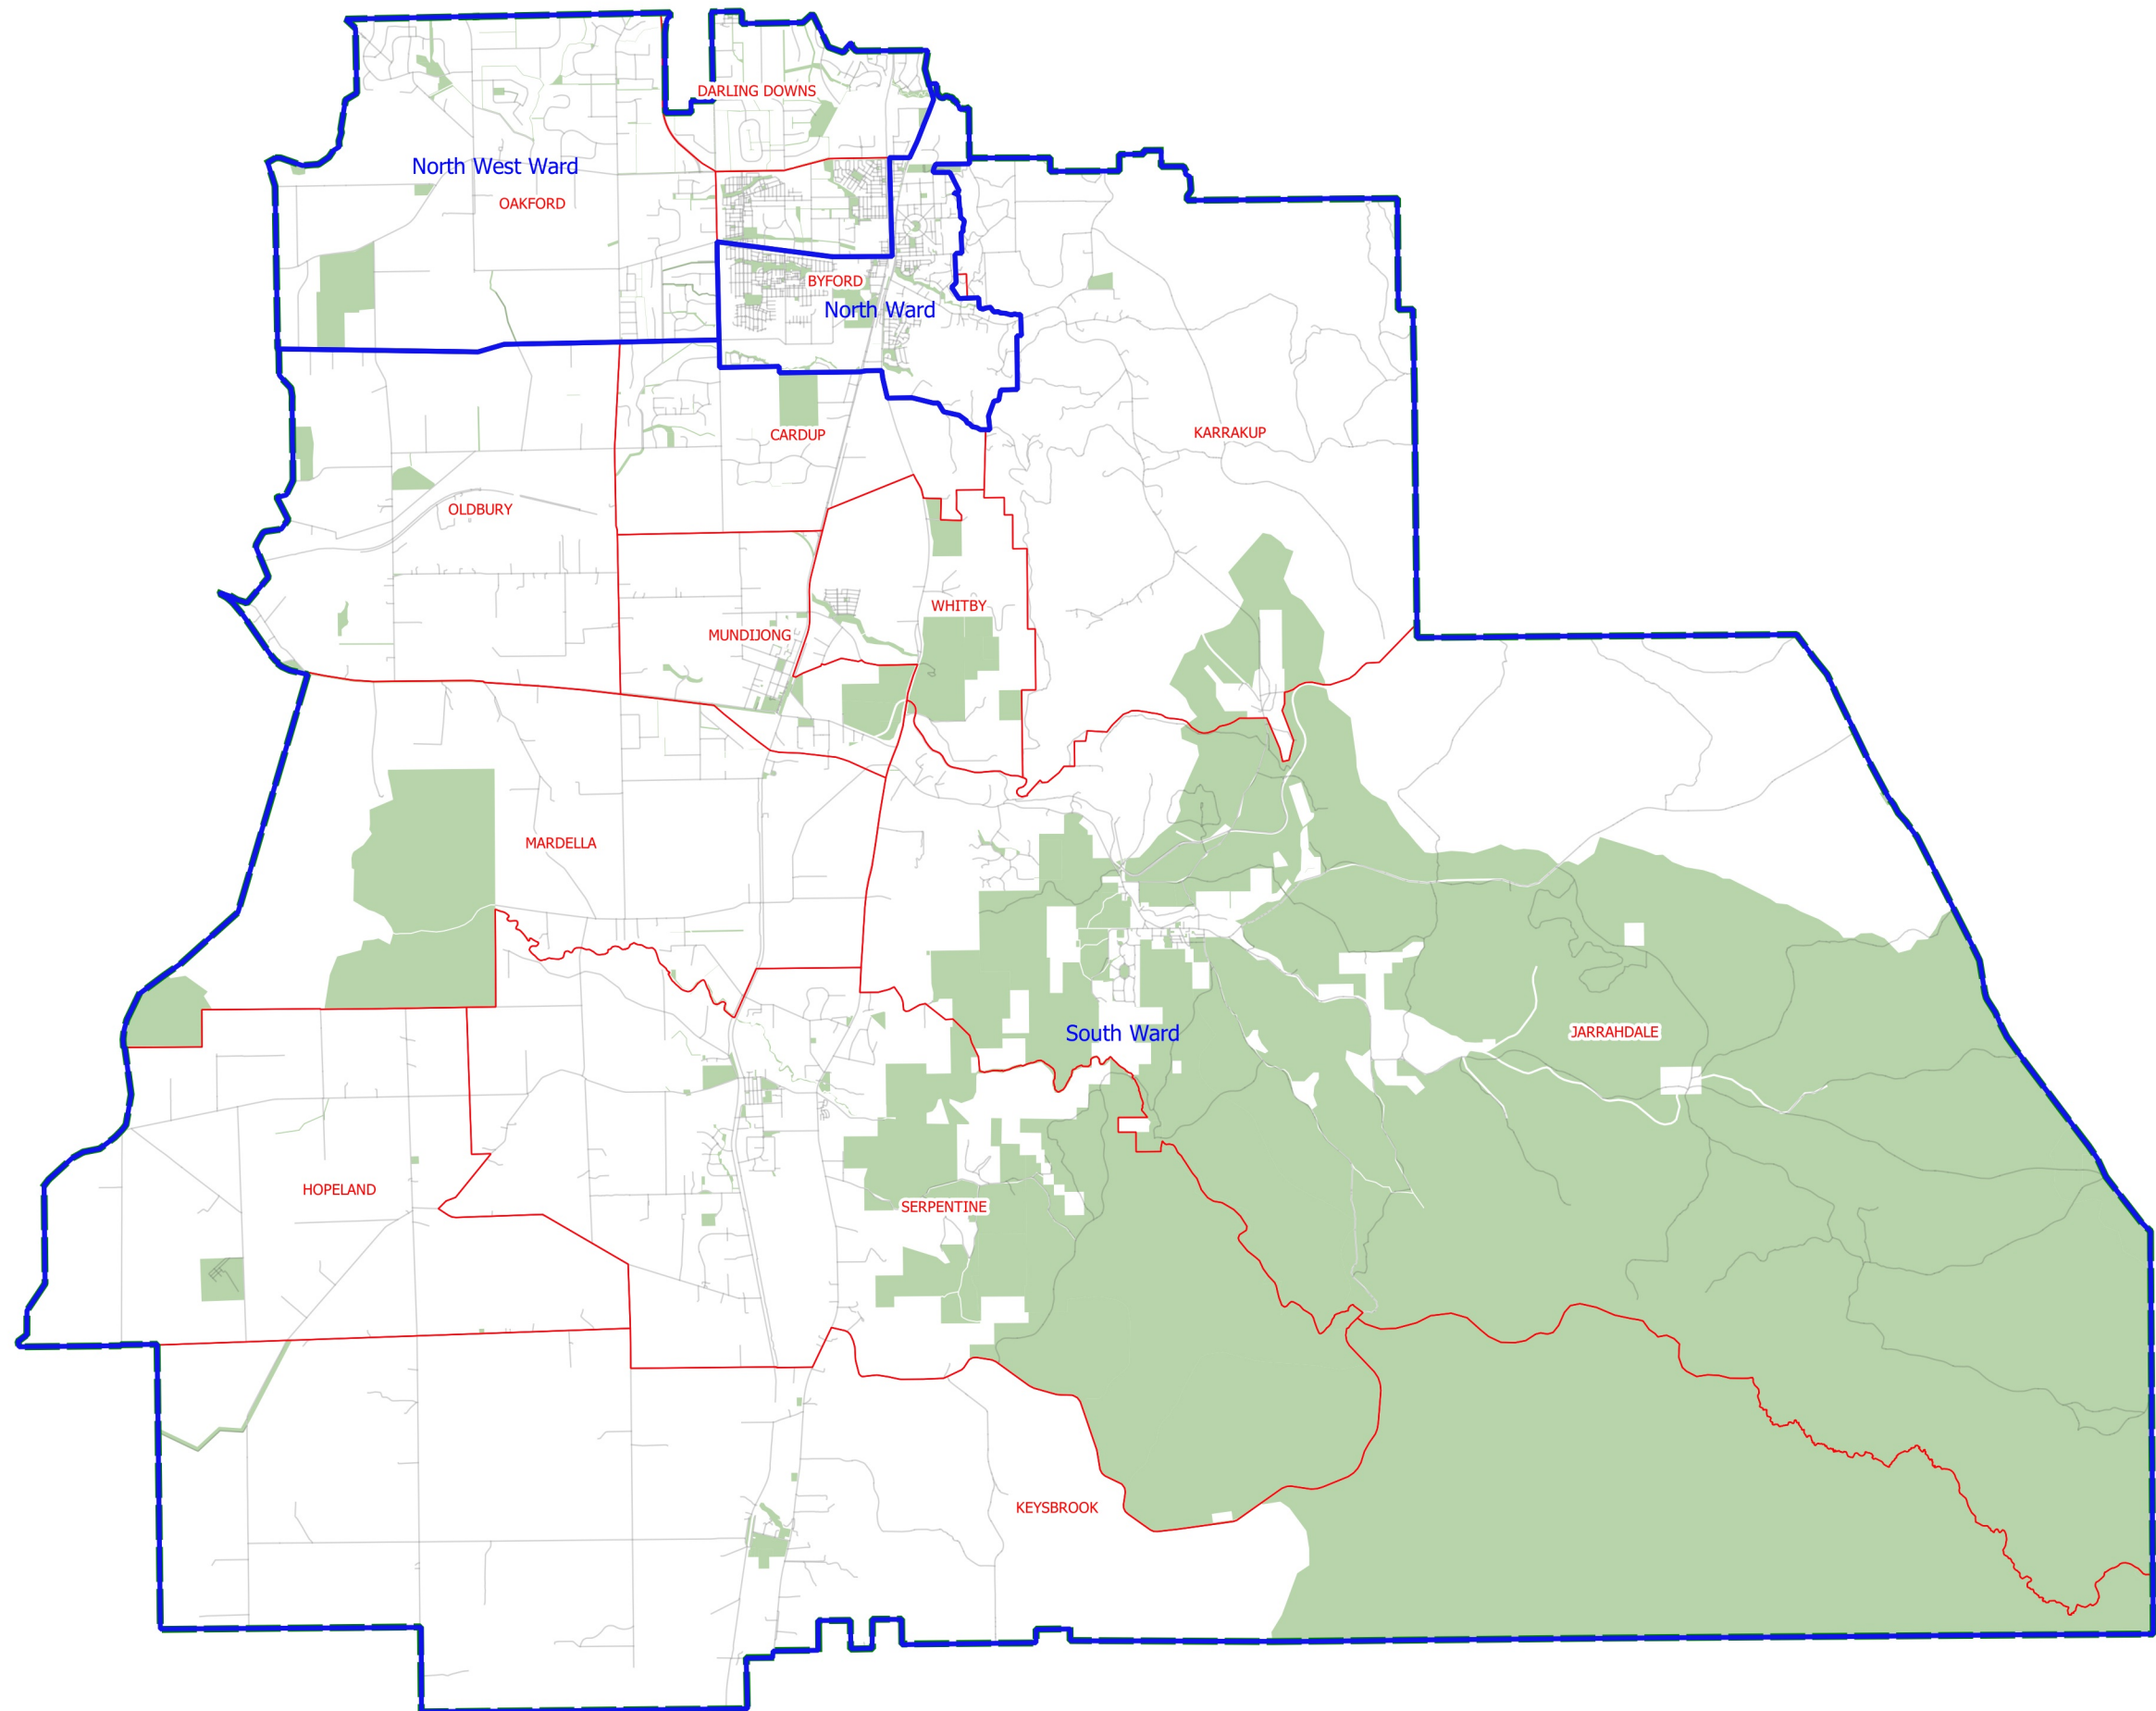 DARLING DOWNS
North West Ward
OAKFORD
BYFORD
North Ward
CARDUP
KARRAKUP
OLDBURY
WHITBY
MUNDIJONG
MARDELLA
South Ward
JARRAHDALE
HOPELAND
SERPENTINE
KEYSBROOK